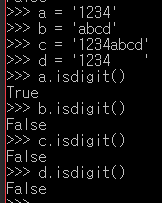 >>> a = '1234'
>>> b = 'abcd'
>>> c = '1234abcd'
>>> d = '1234     '
>>> a.isdigit()
True
>>> b.isdigit()
False
>>> c.isdigit()
False
>>> d.isdigit()
False
>>>